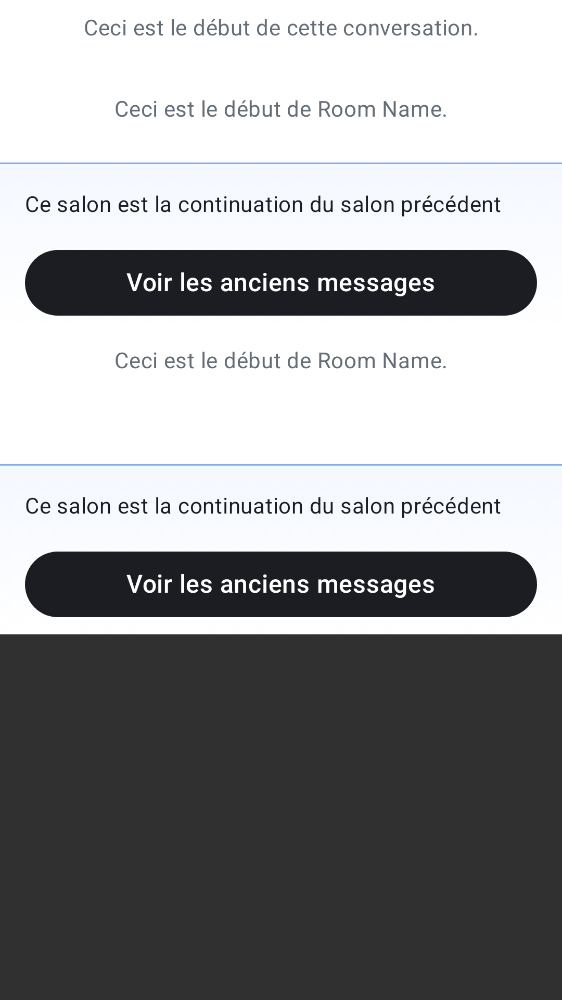 Ceci est le début de cette conversation.
Ceci est le début de Room Name.
Ce salon est la continuation du salon précédent
Voir les anciens messages
Ceci est le début de Room Name.
Ce salon est la continuation du salon précédent
Voir les anciens messages